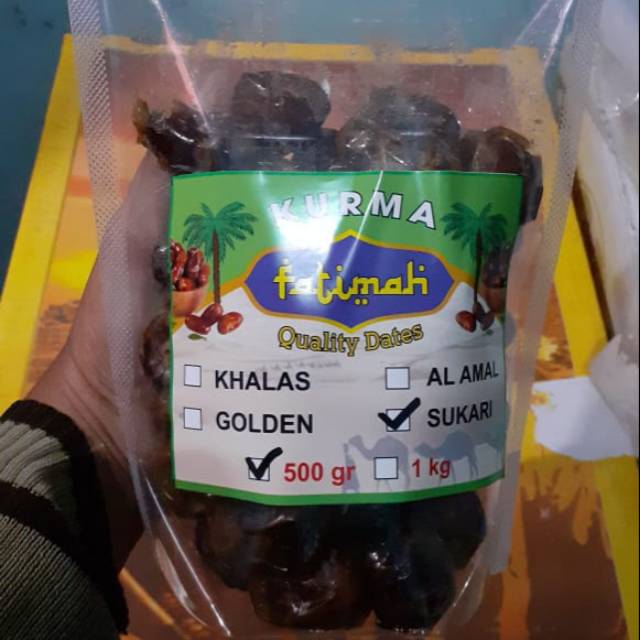 KURMA
fatimah
Quality Dates
KHALAS
AL AMAL
GOLDEN
SUKARI
500 gr
1 kg